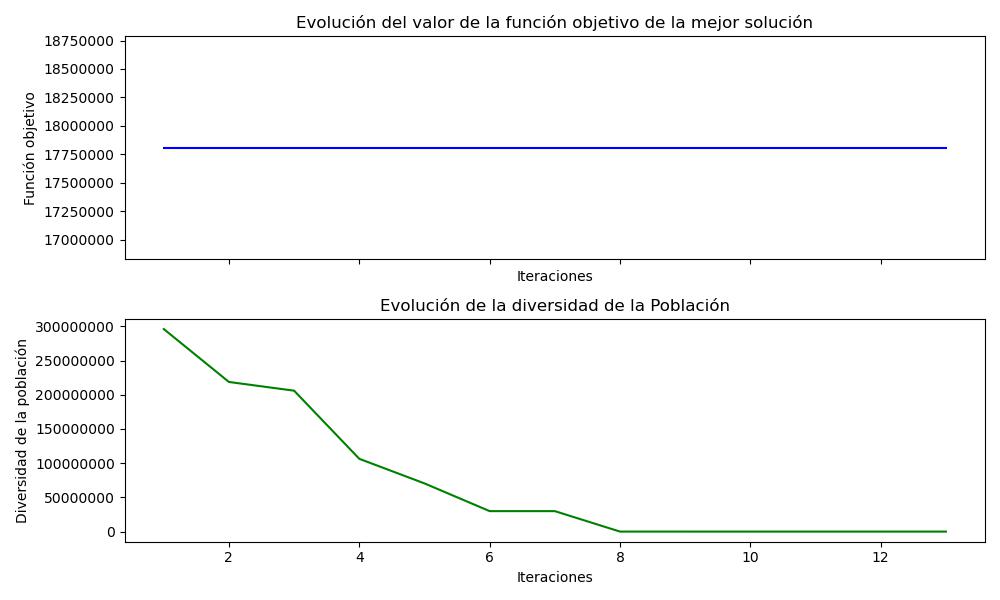 Evolución del valor de la función objetivo de la mejor solución
18750000
18500000
18250000
18000000
17750000
17500000
17250000
17000000
Función objetivo
Iteraciones
Evolución de la diversidad de la Población
300000000
250000000
200000000
150000000
100000000
50000000
0
Diversidad de la población
2 4 6 8 10 12
Iteraciones